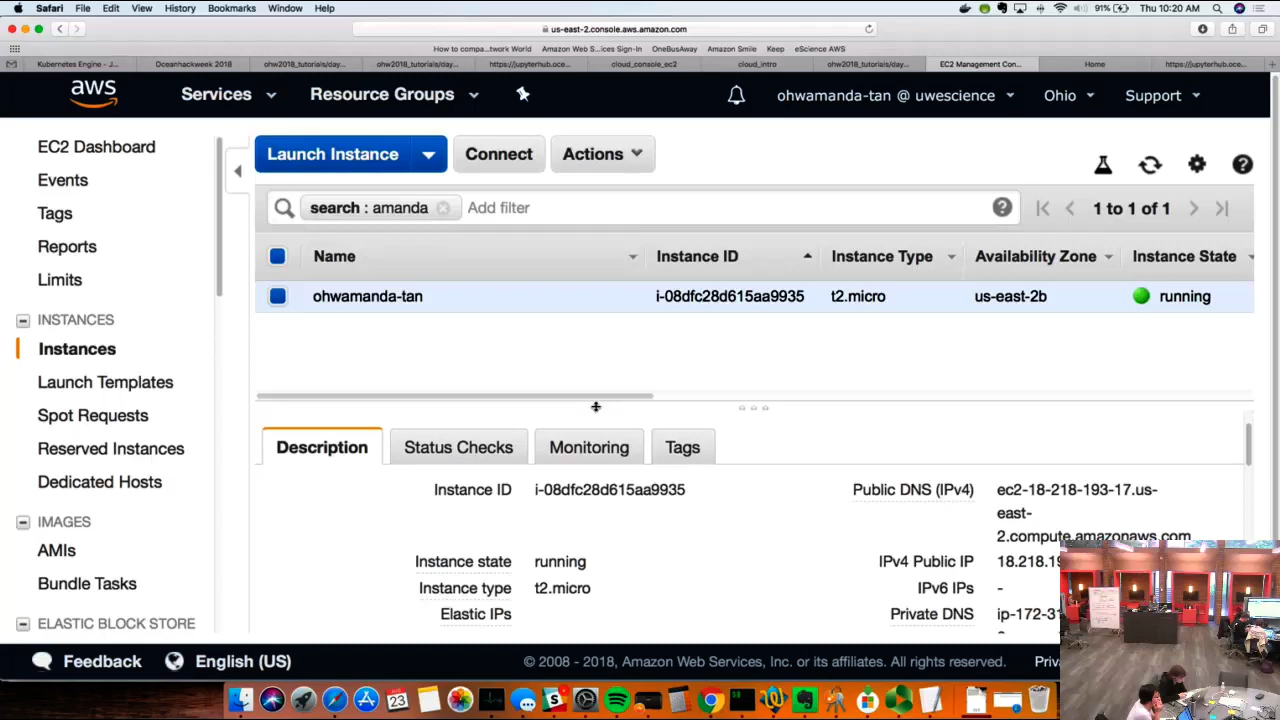 Safari File Edit View History Bookmarks Window Help 91% Thu 10:20 AM
us-east-2.console.aws.amazon.com
How to compa...twork World Amazon Web S...ices Sign-In OneBusAway Amazon Smile Keep eScience AWS
Kubernetes Engine - J... Oceanhackweek 2018 ohw2018_tutorials/day... ohw2018_tutorials/day... https://jupyterhub.oce... cloud_console_ec2 cloud_intro ohw2018_tutorials/day... EC2 Management Con... Home https://jupyterhub.oce...
aws Services Resource Groups ohwamanda-tan @ uwescience Ohio Support
EC2 Dashboard
Events
Tags
Reports
Limits
INSTANCES
Instances
Launch Templates
Spot Requests
Reserved Instances
Dedicated Hosts
IMAGES
AMIs
Bundle Tasks
ELASTIC BLOCK STORE
Launch Instance Connect Actions
search : amanda Add filter 1 to 1 of 1
Name Instance ID Instance Type Availability Zone Instance State
ohwamanda-tan i-08dfc28d615aa9935 t2.micro us-east-2b running
Description Status Checks Monitoring Tags
Instance ID i-08dfc28d615aa9935 Public DNS (IPv4) ec2-18-218-193-17.us-
east-
2.compute.amazonaws.com
Instance state running IPv4 Public IP 18.218.19
Instance type t2.micro IPv6 IPs -
Elastic IPs Private DNS ip-172-31
Feedback English (US) © 2008 - 2018, Amazon Web Services, Inc. or its affiliates. All rights reserved. Priv